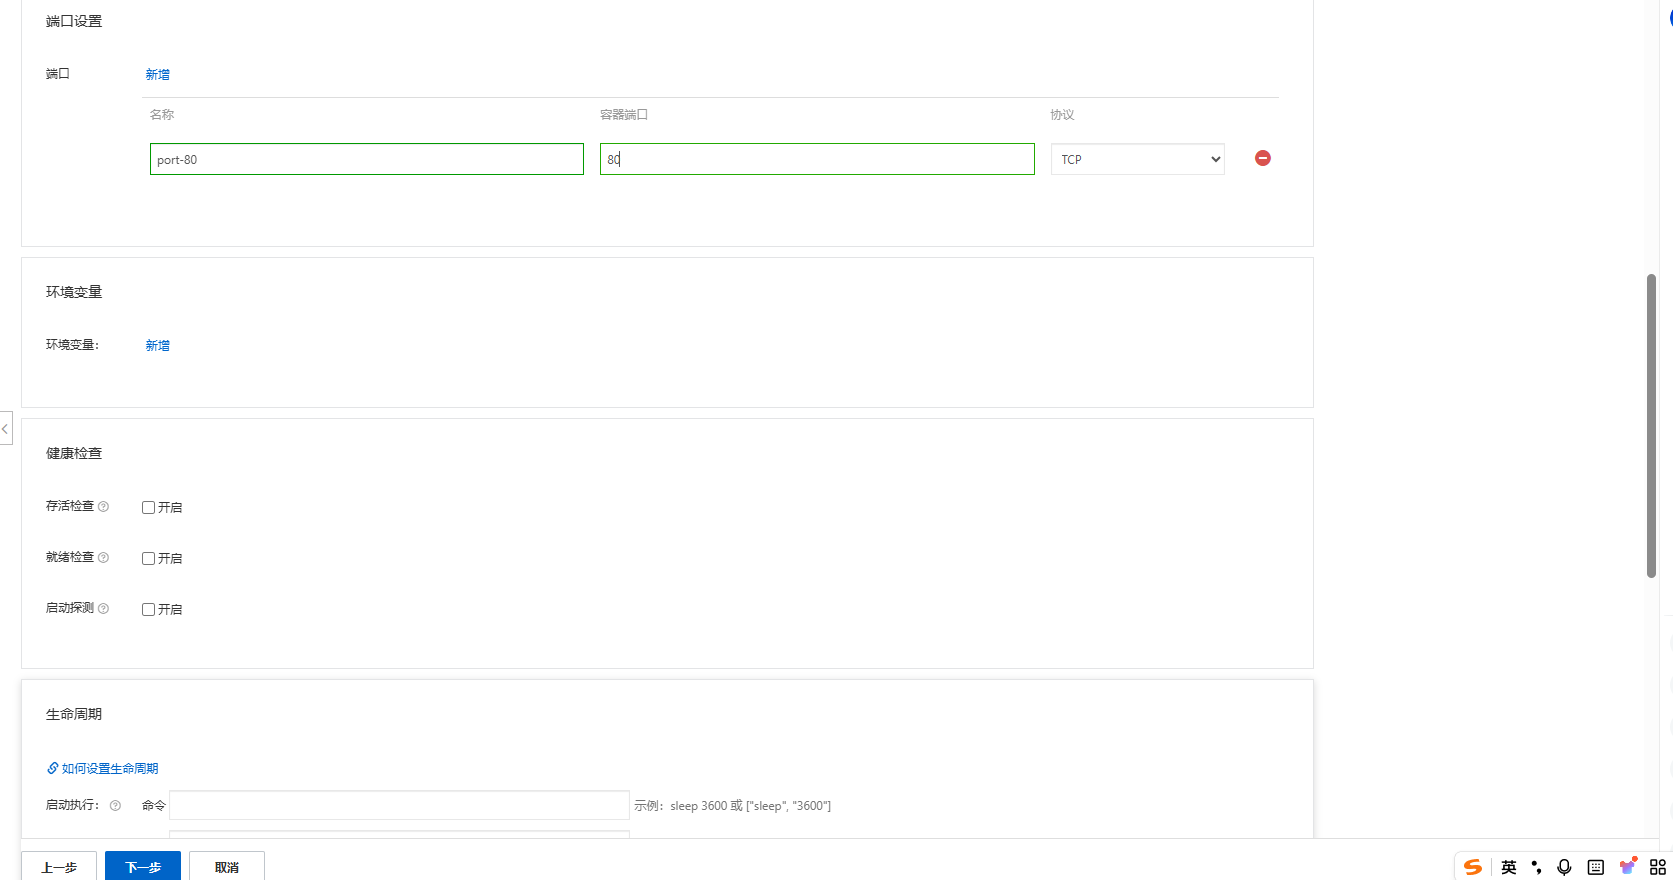 端口设置
端口 新增
名称 容器端口 协议
port-80 80 TCP
环境变量
环境变量： 新增
健康检查
存活检查 开启
就绪检查 开启
启动探测 开启
生命周期
如何设置生命周期
启动执行： 命令 示例：sleep 3600 或 ["sleep", "3600"]
上一步 下一步 取消
英